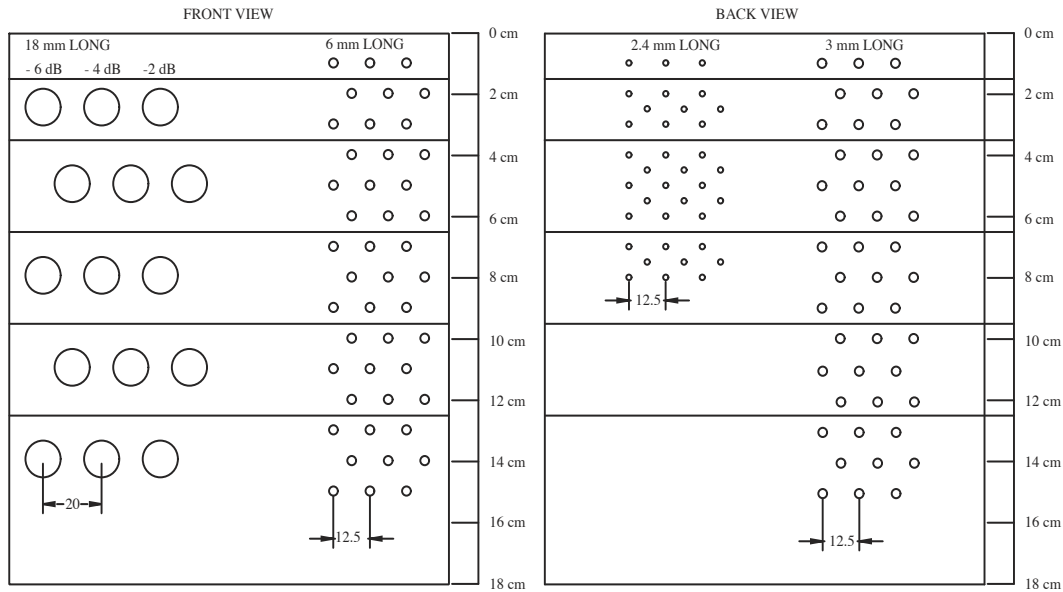 FRONT VIEW
18 mm LONG
- 6 dB
- 4 dB
-2 dB
6 mm LONG
20
12.5
0 cm
2 cm
4 cm
6 cm
8 cm
10 cm
12 cm
14 cm
16 cm
18 cm
BACK VIEW
2.4 mm LONG
3 mm LONG
12.5
12.5
0 cm
2 cm
4 cm
6 cm
8 cm
10 cm
12 cm
14 cm
16 cm
18 cm